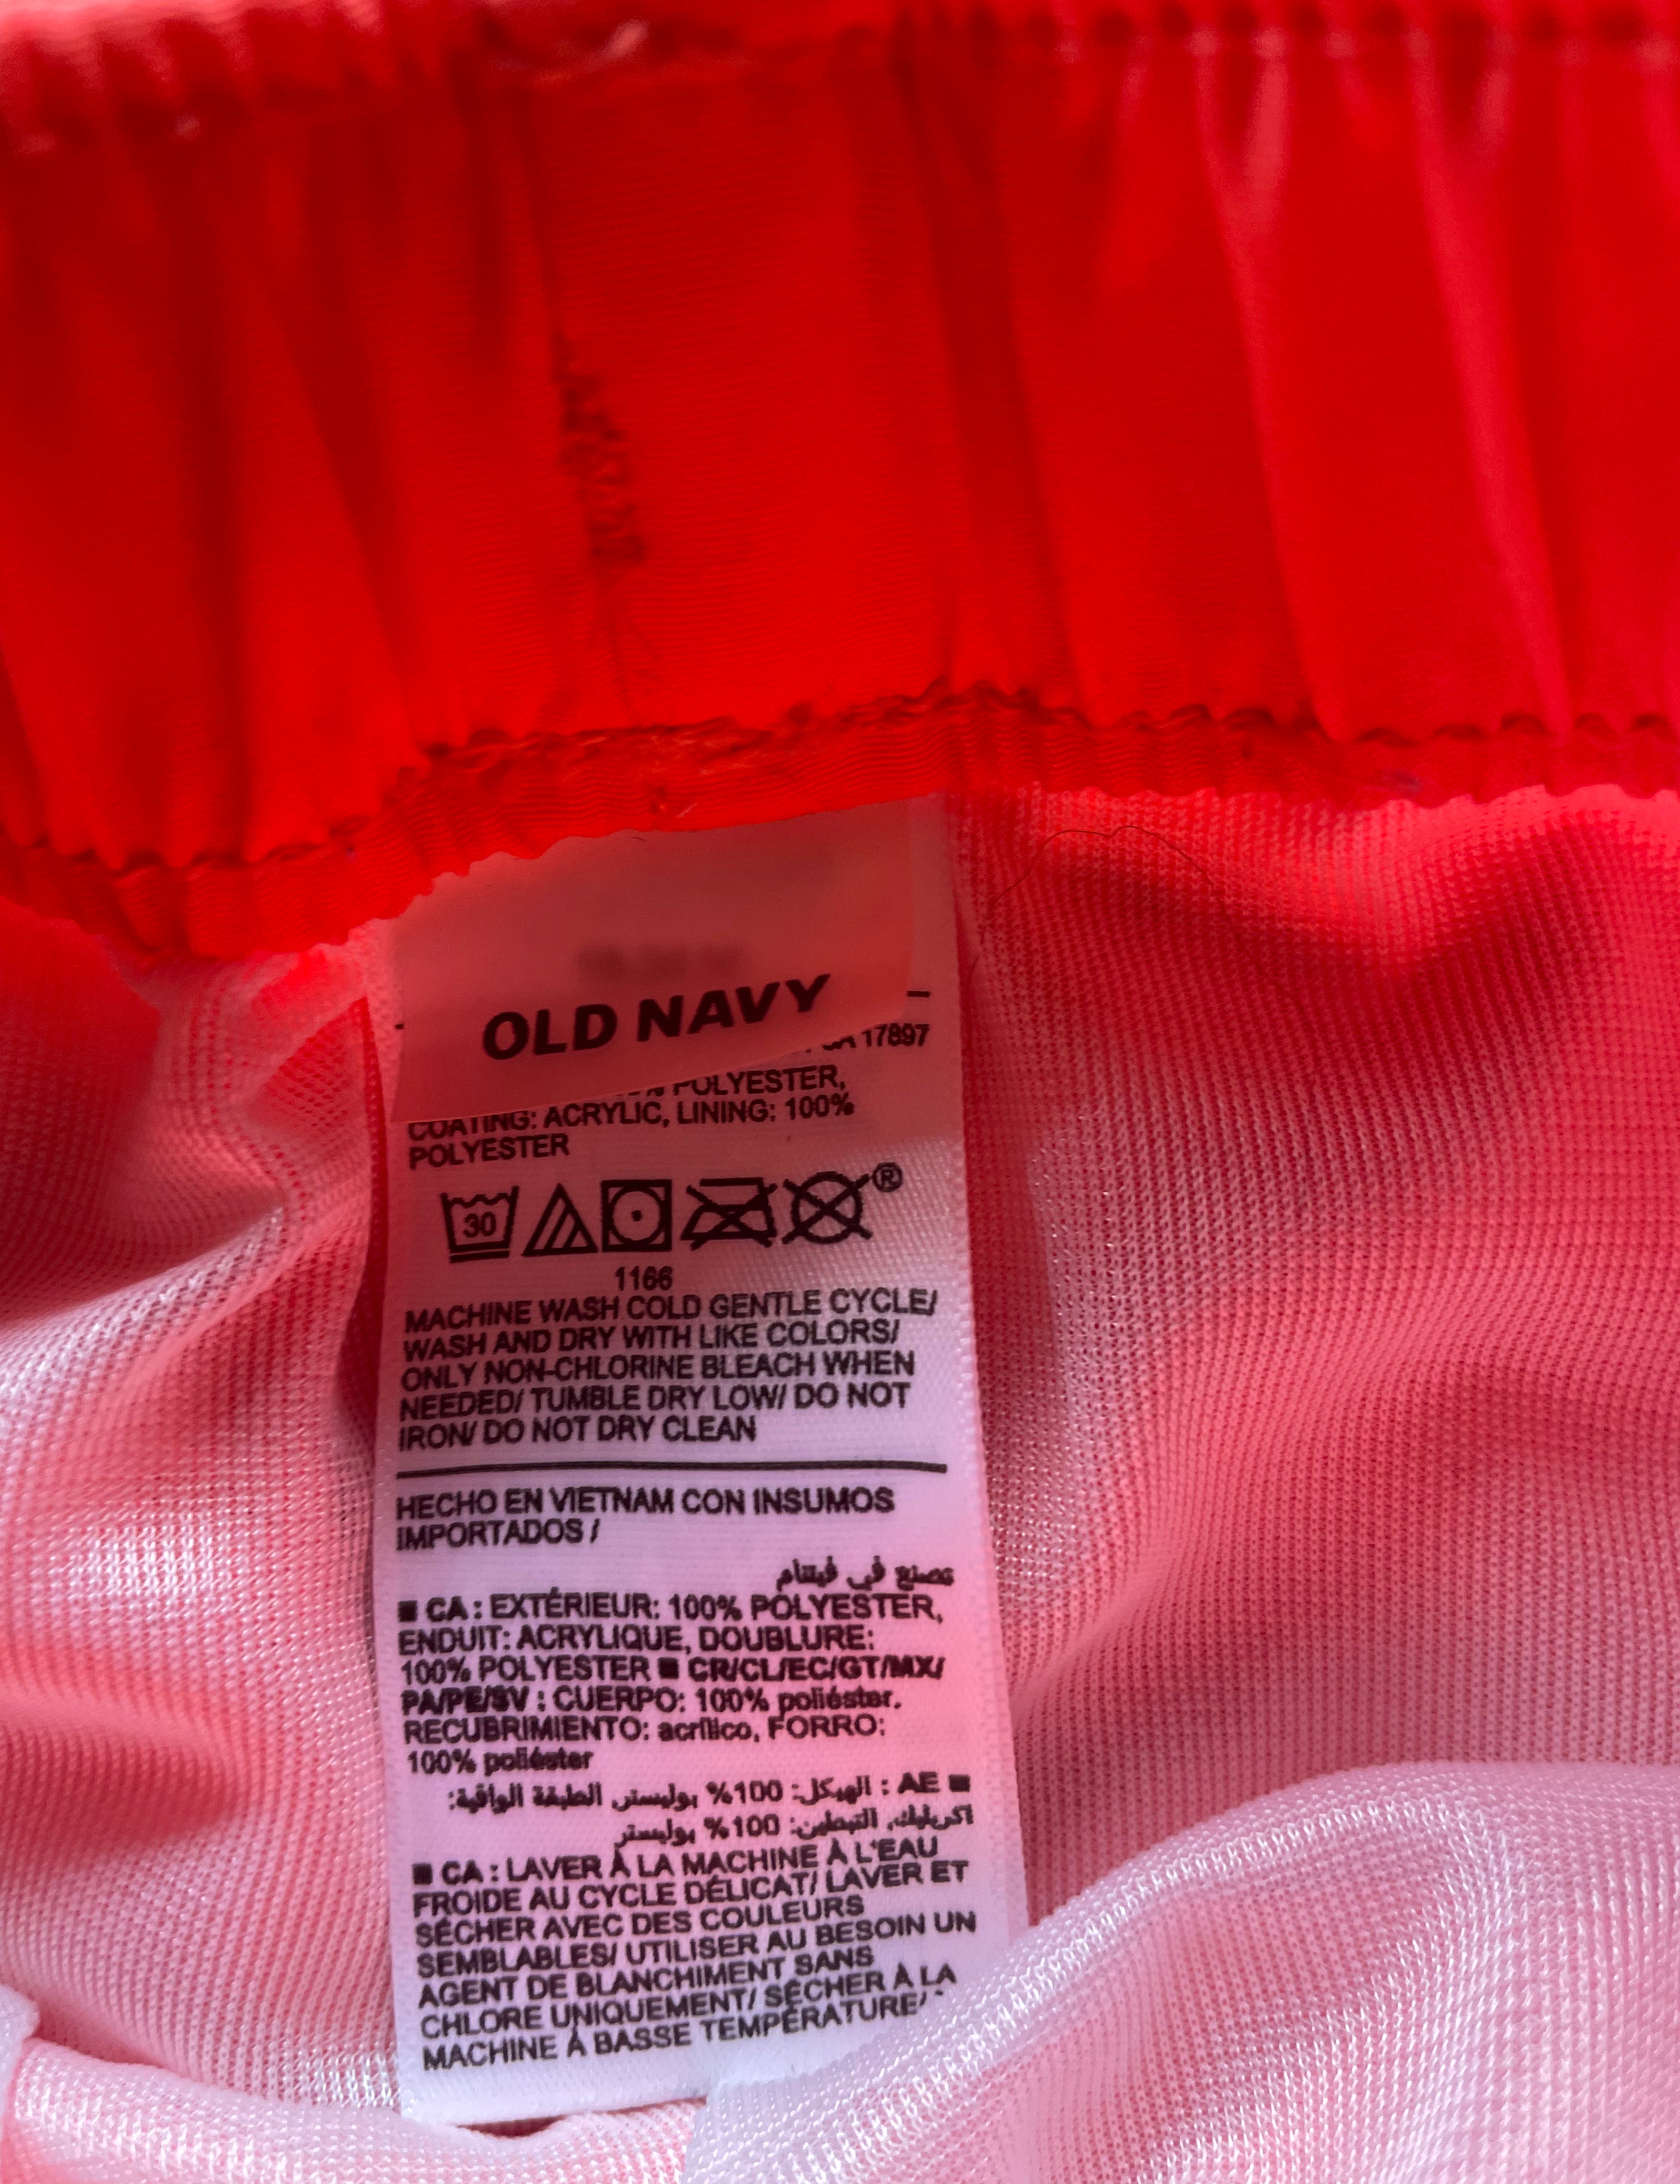 OLD NAVY
17897
POLYESTER,
COATING: ACRYLIC, LINING: 100%
POLYESTER
30
®
1166
MACHINE WASH COLD GENTLE CYCLE/
WASH AND DRY WITH LIKE COLORS/
ONLY NON-CHLORINE BLEACH WHEN
NEEDED/ TUMBLE DRY LOW/ DO NOT
IRON/ DO NOT DRY CLEAN
HECHO EN VIETNAM CON INSUMOS
IMPORTADOS /
تصنع في فيتنام
■ CA : EXTÉRIEUR: 100% POLYESTER,
ENDUIT: ACRYLIQUE, DOUBLURE:
100% POLYESTER ■ CR/CL/EC/GT/MX/
PA/PE/SV : CUERPO: 100% poliéster.
RECUBRIMIENTO: acrílico, FORRO:
100% poliéster
■ AE : الهيكل: 100% بوليستر الطبقة الواقية:
اكريليك, التبطين: 100% بوليستر
■ CA : LAVER À LA MACHINE À L'EAU
FROIDE AU CYCLE DÉLICAT/ LAVER ET
SÉCHER AVEC DES COULEURS
SEMBLABLES/ UTILISER AU BESOIN UN
AGENT DE BLANCHIMENT SANS
CHLORE UNIQUEMENT/ SÉCHER À LA
MACHINE À BASSE TEMPÉRATURE/